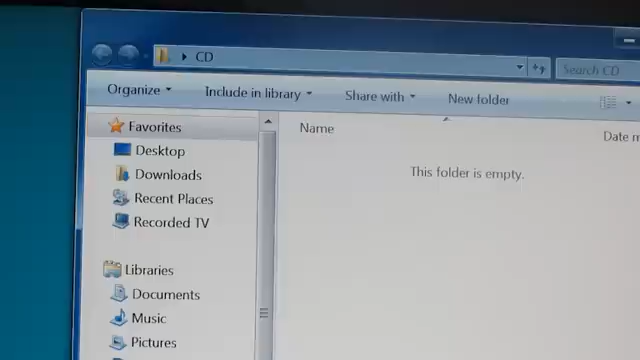 CD
Search CD
Organize Include in library Share with New folder
Favorites
Desktop
Downloads
Recent Places
Recorded TV
Libraries
Documents
Music
Pictures
Name
Date
This folder is empty.